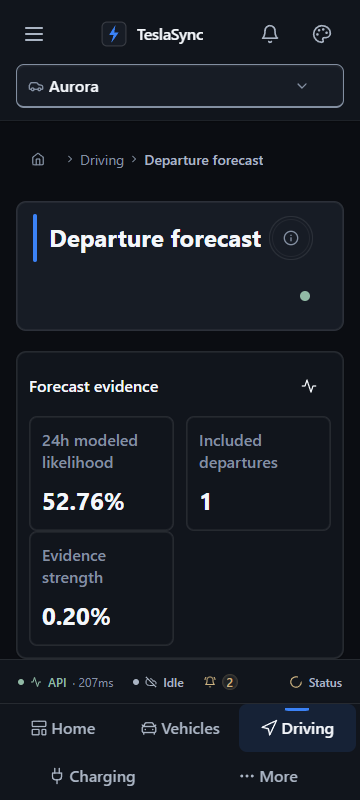 TeslaSync
Aurora
Driving
Departure forecast
Departure forecast
Forecast evidence
24h modeled
likelihood
52.76%
Included
departures
1
Evidence
strength
0.20%
API · 207ms
Idle
2
Status
Home
Vehicles
Driving
Charging
More